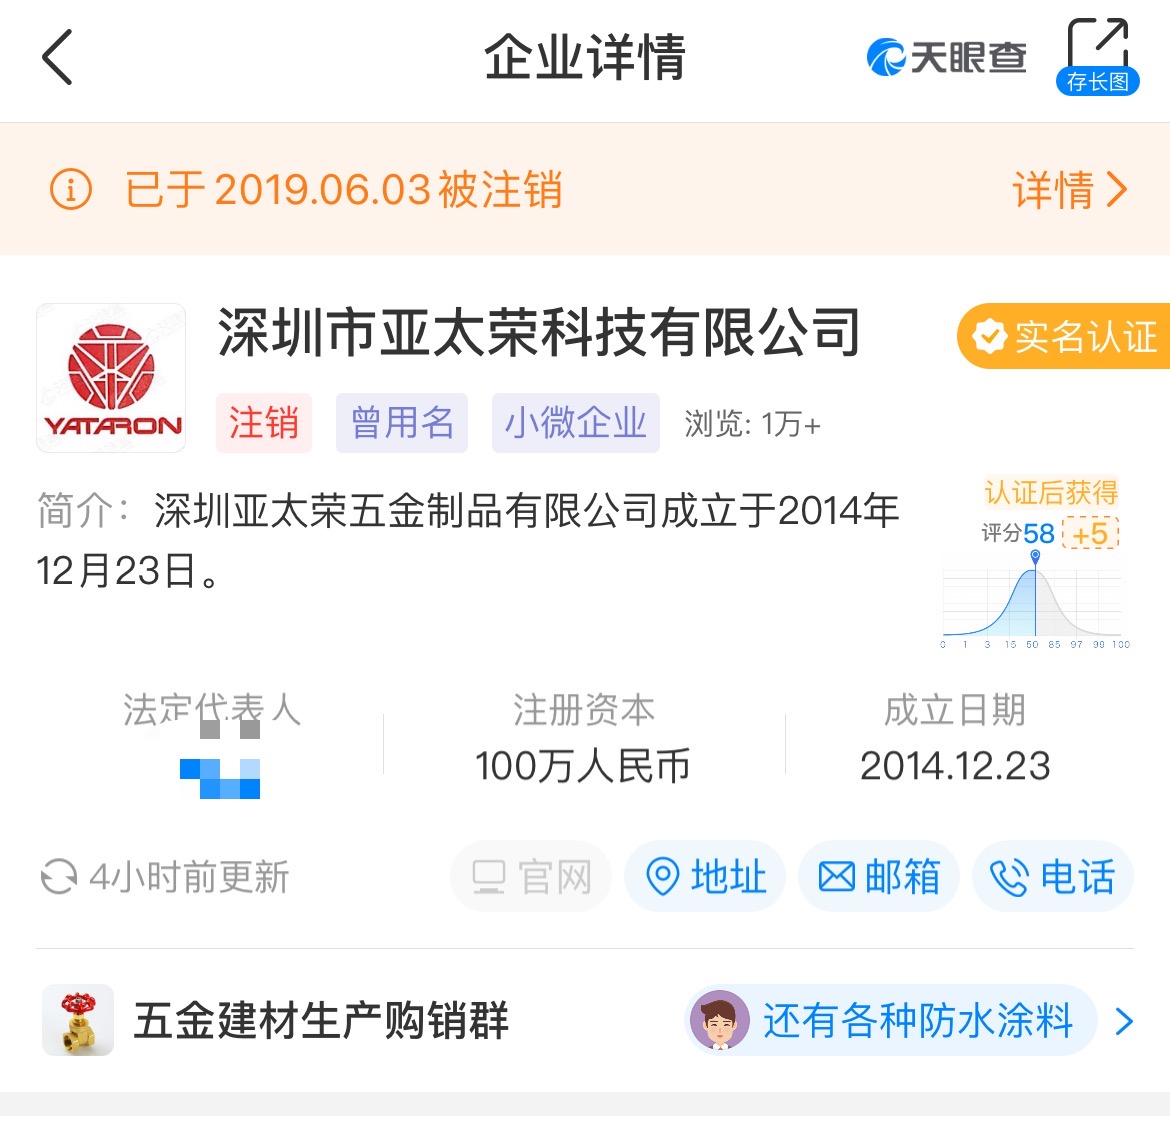 企业详情
天眼查
存长图
已于2019.06.03被注销
详情
YATARON
深圳市亚太荣科技有限公司
实名认证
注销 曾用名 小微企业 浏览: 1万+
简介：深圳亚太荣五金制品有限公司成立于2014年
12月23日。
认证后获得
评分58 +5
0 1 3 15 50 85 97 99 100
法定代表人 注册资本 成立日期
100万人民币 2014.12.23
4小时前更新 官网 地址 邮箱 电话
五金建材生产购销群 还有各种防水涂料